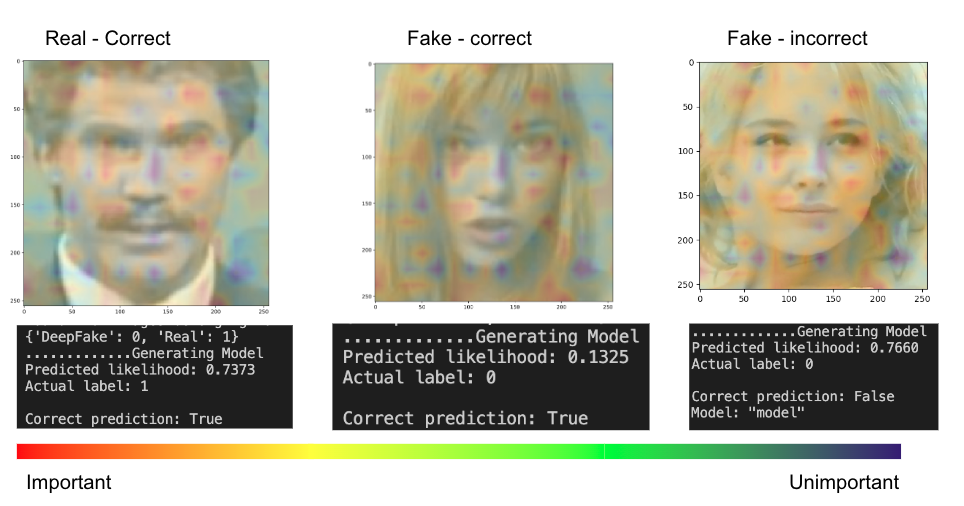 Real - Correct
Fake - correct
Fake - incorrect
0
50
100
150
200
250
0 50 100 150 200 250
0
50
100
150
200
250
0 50 100 150 200 250
0
50
100
150
200
250
0 50 100 150 200 250
{'DeepFake': 0, 'Real': 1}
.............Generating Model
Predicted likelihood: 0.7373
Actual label: 1
Correct prediction: True
.............Generating Model
Predicted likelihood: 0.1325
Actual label: 0
Correct prediction: True
.............Generating Model
Predicted likelihood: 0.7660
Actual label: 0
Correct prediction: False
Model: "model"
Important
Unimportant